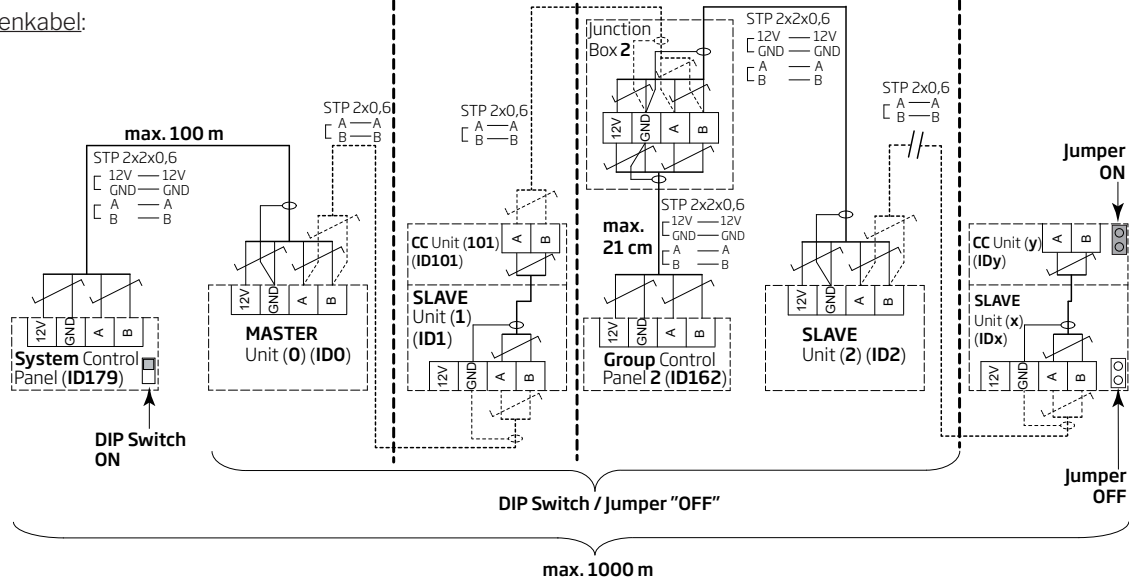 enkabel:
max. 100 m
STP 2x2x0,6
12V — 12V
GND — GND
A — A
B — B
12V
GND
A
B
System Control
Panel (ID179)
DIP Switch
ON
STP 2x0,6
A — A
B — B
12V
GND
A
B
MASTER
Unit (0) (ID0)
STP 2x0,6
A — A
B — B
CC Unit (101)
(ID101)
A
B
SLAVE
Unit (1)
(ID1)
12V
GND
A
B
Junction
Box 2
12V
GND
A
B
STP 2x2x0,6
12V — 12V
GND — GND
A — A
B — B
max.
21 cm
STP 2x2x0,6
12V — 12V
GND — GND
A — A
B — B
12V
GND
A
B
Group Control
Panel 2 (ID162)
12V
GND
A
B
SLAVE
Unit (2) (ID2)
STP 2x0,6
A — A
B — B
Jumper
ON
CC Unit (y)
(IDy)
A
B
SLAVE
Unit (x)
(IDx)
12V
GND
A
B
Jumper
OFF
DIP Switch / Jumper "OFF"
max. 1000 m